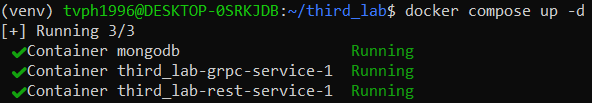 (venv) tvph1996@DESKTOP-0SRKJDB:~/third_lab$ docker compose up -d
[+] Running 3/3
✔Container mongodb Running
✔Container third_lab-grpc-service-1 Running
✔Container third_lab-rest-service-1 Running